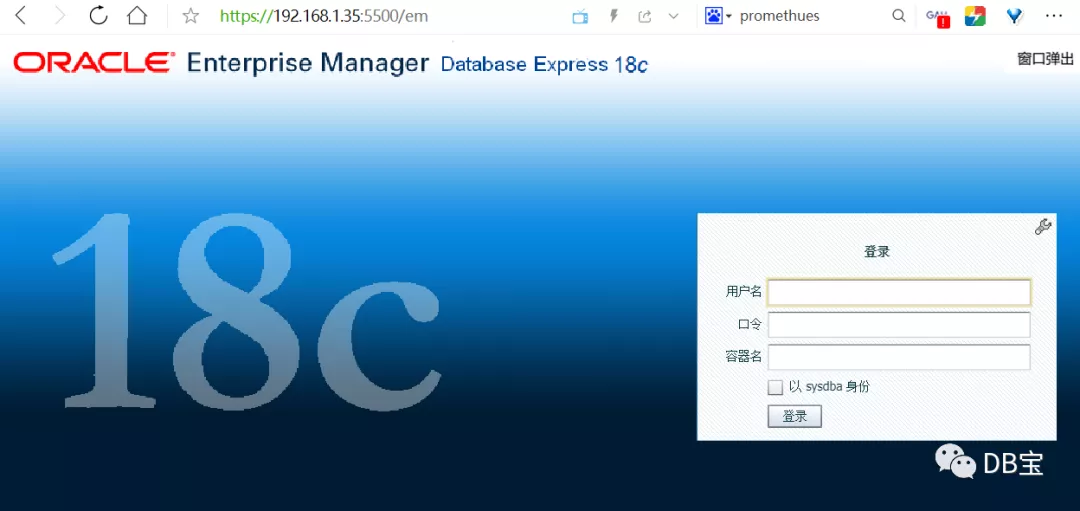 https://192.168.1.35:5500/em
promethues
ORACLE Enterprise Manager Database Express 18c
窗口弹出
18c
登录
用户名
口令
容器名
以 sysdba 身份
登录
DB宝